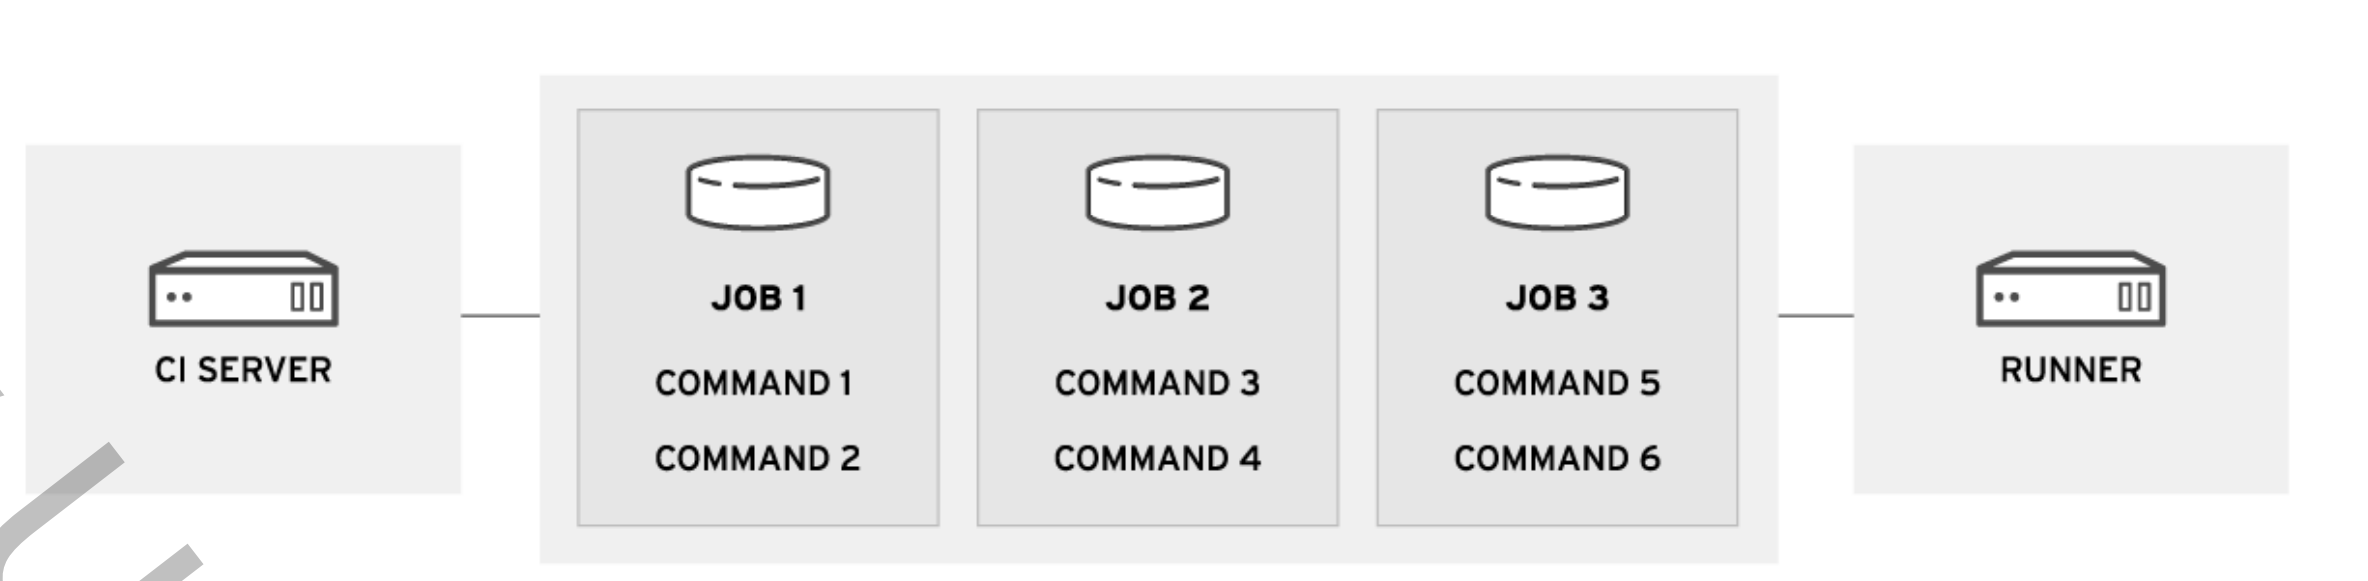 CI SERVER
JOB 1
COMMAND 1
COMMAND 2
JOB 2
COMMAND 3
COMMAND 4
JOB 3
COMMAND 5
COMMAND 6
RUNNER